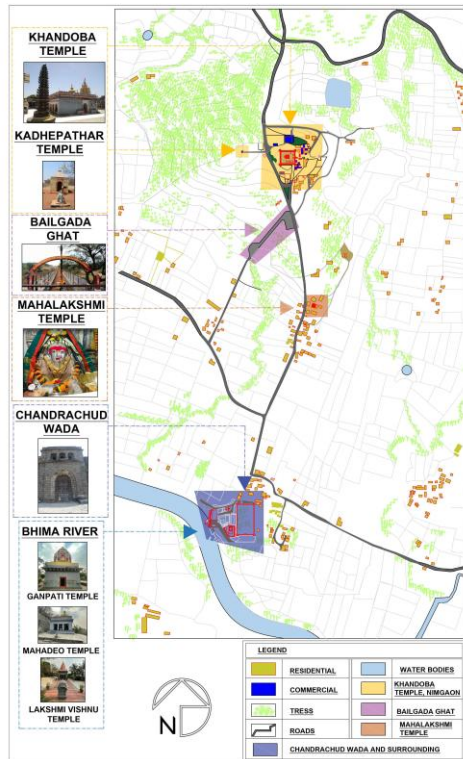 KHANDOBA
TEMPLE
KADHEPATHAR
TEMPLE
BAILGADA
GHAT
MAHALAKSHMI
TEMPLE
CHANDRACHUD
WADA
BHIMA RIVER
GANPATI TEMPLE
MAHADEO TEMPLE
LAKSHMI VISHNU
TEMPLE
N
LEGEND
RESIDENTIAL
WATER BODIES
COMMERCIAL
KHANDOBA
TEMPLE, NIMGAON
TRESS
BAILGADA GHAT
ROADS
MAHALAKSHMI
TEMPLE
CHANDRACHUD WADA AND SURROUNDING